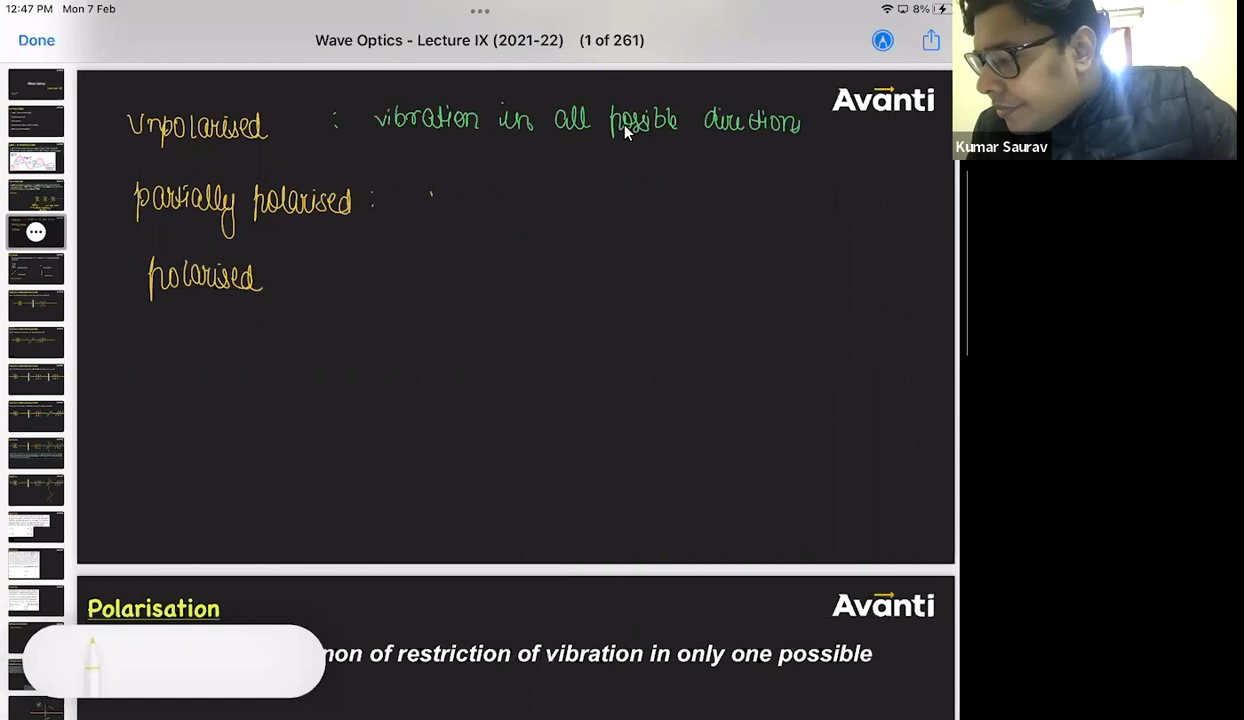 12:47 PM Mon 7 Feb
8%
Done
Wave Optics - Lecture IX (2021-22) (1 of 261)
Avanti
Unpolarised : vibration in all possible directions
Kumar Saurav
partially polarised :
polarised
Polarisation
Avanti
non of restriction of vibration in only one possible